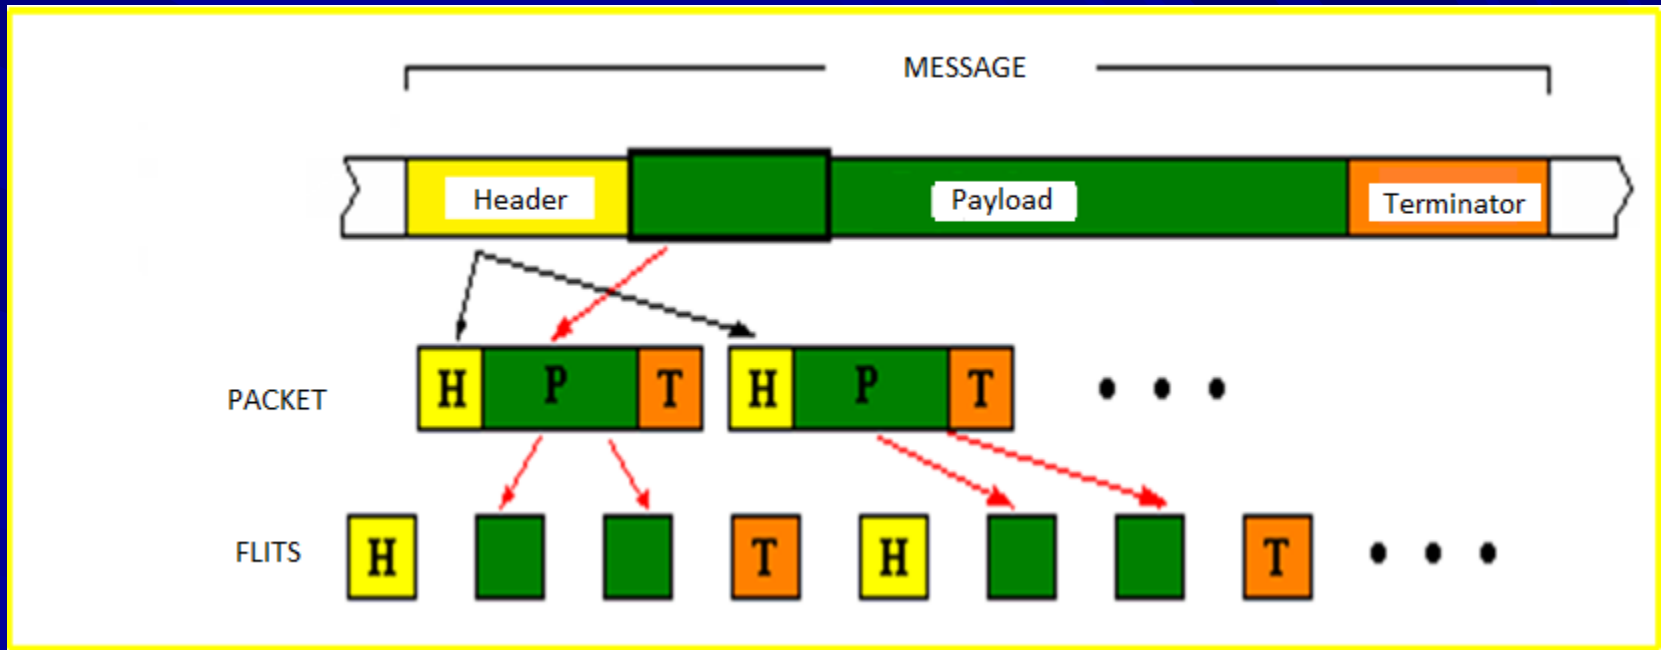 MESSAGE
Header
Payload
Terminator
PACKET
H P T H P T
FLITS
H T H T